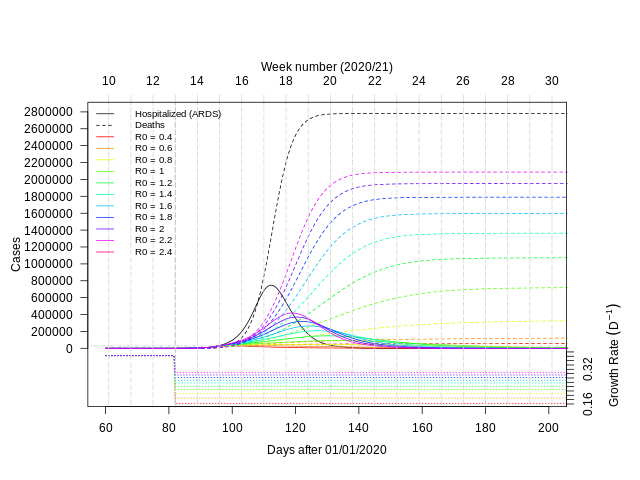 Week number (2020/21)
10 12 14 16 18 20 22 24 26 28 30
Cases
2800000
2600000
2400000
2200000
2000000
1800000
1600000
1400000
1200000
1000000
800000
600000
400000
200000
0
Hospitalized (ARDS)
Deaths
R0 = 0.4
R0 = 0.6
R0 = 0.8
R0 = 1
R0 = 1.2
R0 = 1.4
R0 = 1.6
R0 = 1.8
R0 = 2
R0 = 2.2
R0 = 2.4
0.32
0.16
Growth Rate (D⁻¹)
60 80 100 120 140 160 180 200
Days after 01/01/2020